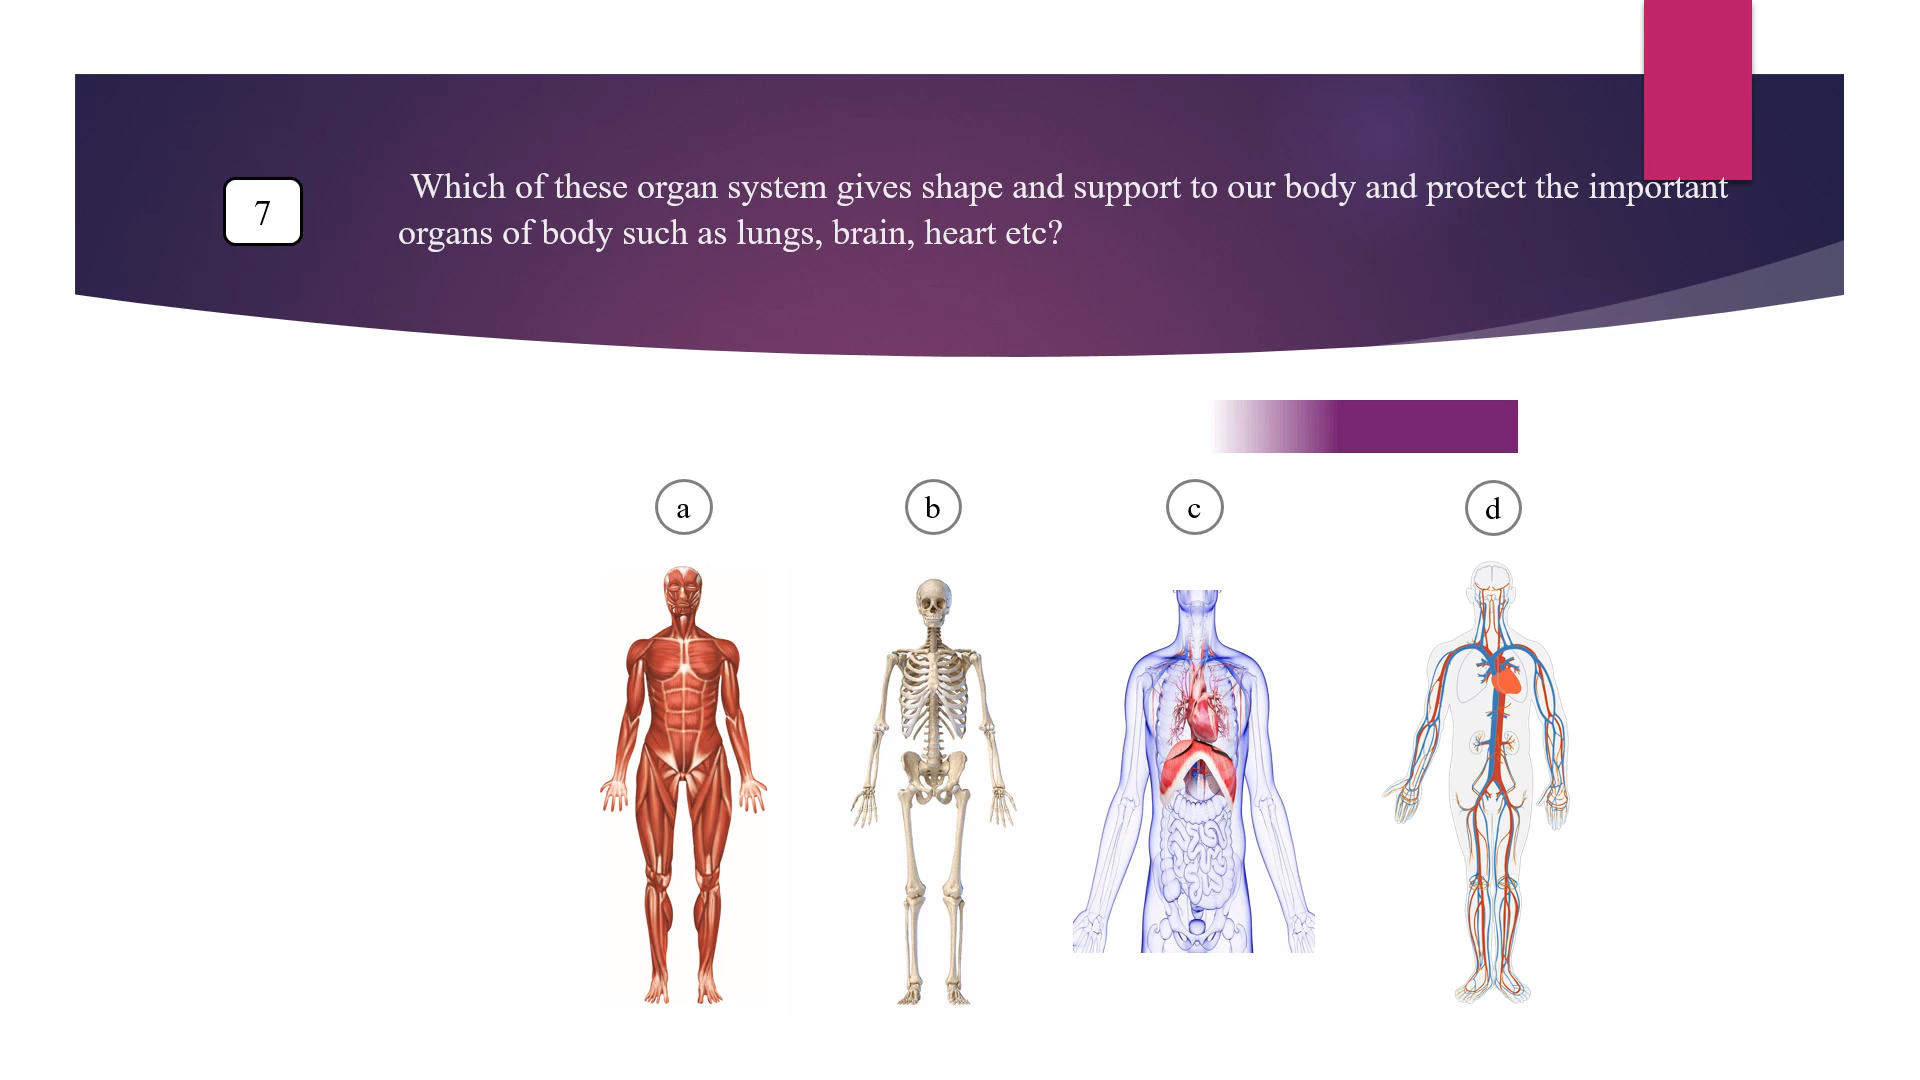 7
Which of these organ system gives shape and support to our body and protect the important
organs of body such as lungs, brain, heart etc?
a
b
c
d